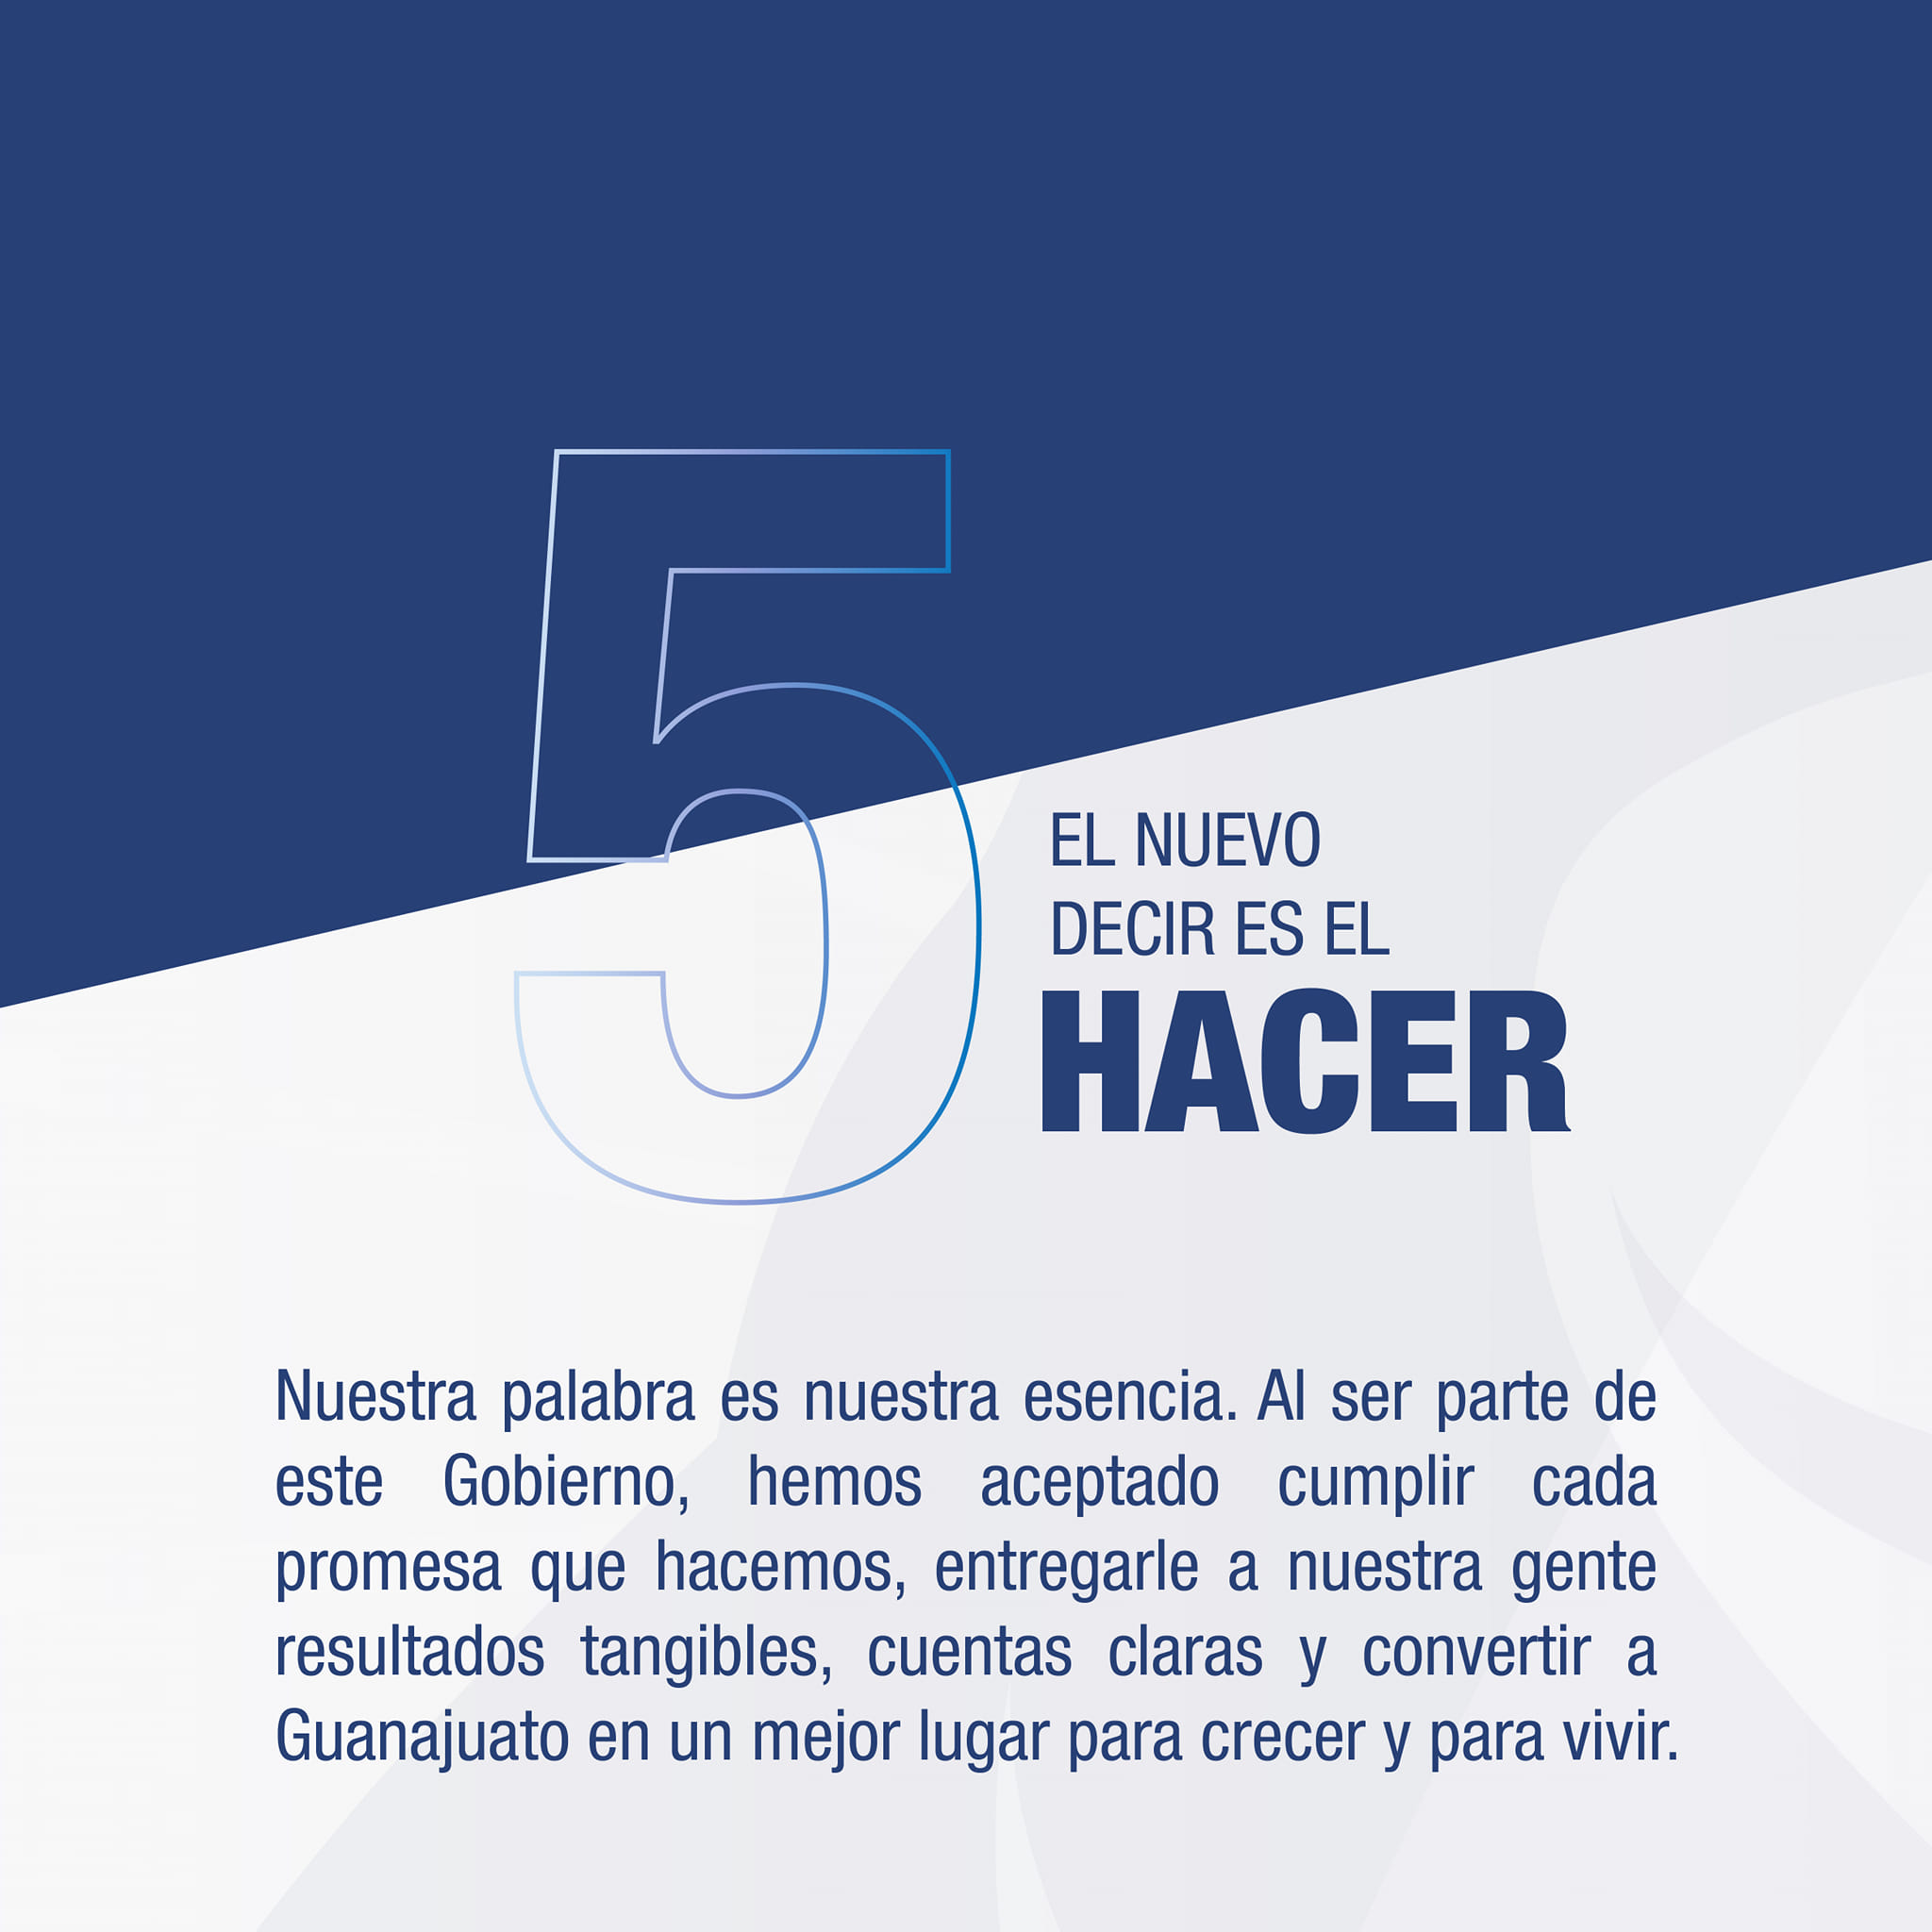 5
EL NUEVO
DECIR ES EL
HACER
Nuestra palabra es nuestra esencia. Al ser parte de
este Gobierno, hemos aceptado cumplir cada
promesa que hacemos, entregarle a nuestra gente
resultados tangibles, cuentas claras y convertir a
Guanajuato en un mejor lugar para crecer y para vivir.